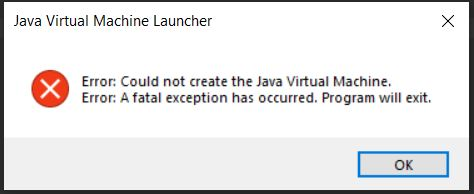 Java Virtual Machine Launcher
Error: Could not create the Java Virtual Machine.
Error: A fatal exception has occurred. Program will exit.
OK